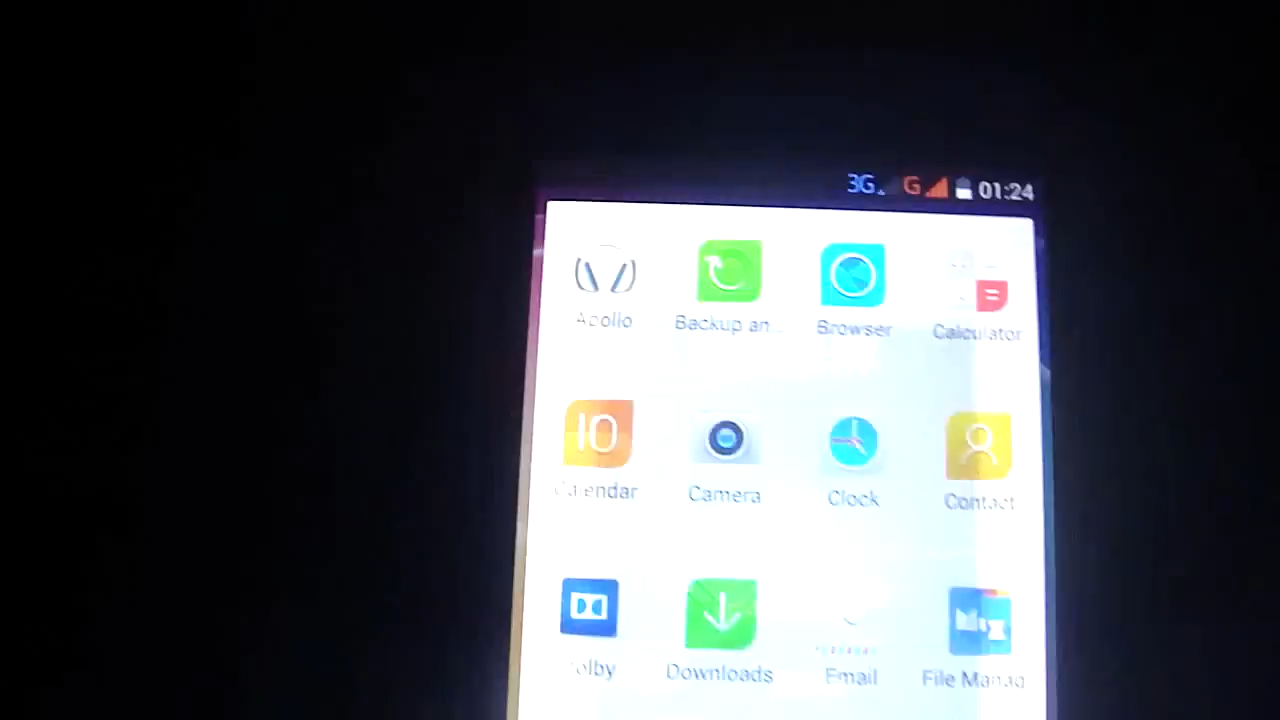 3G G 01:24
Apollo Backup an... Browser Calculator
10
Calendar Camera Clock Contact
Dolby Downloads Email File Manag